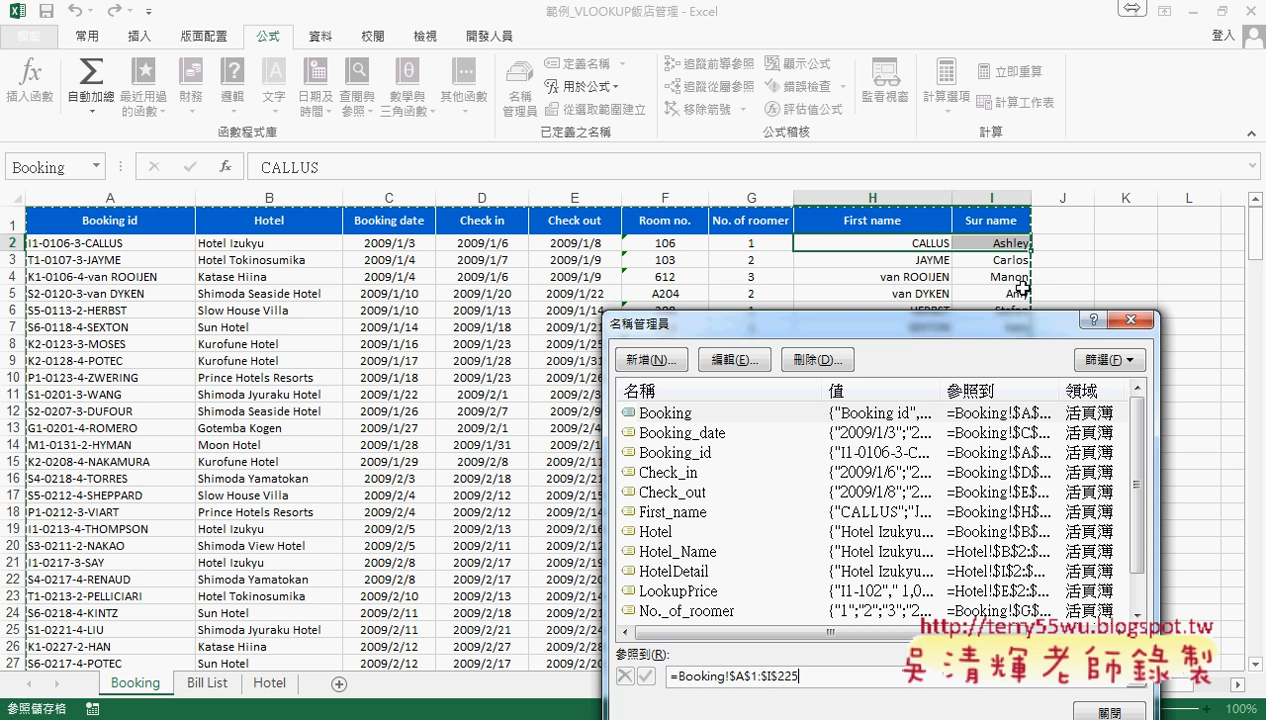 範例_VLOOKUP飯店管理 - Excel
檔案 常用 插入 版面配置 公式 資料 校閱 檢視 開發人員 登入
插入函數 自動加總 最近用過的函數 財務 邏輯 文字 日期及時間 查閱與參照 數學與三角函數 其他函數
函數程式庫
名稱管理員 定義名稱 用於公式 從選取範圍建立
已定義之名稱
追蹤前導參照 追蹤從屬參照 移除箭號 顯示公式 錯誤檢查 評估值公式
公式稽核
監看視窗
計算選項 立即重算 計算工作表
計算
Booking fx CALLUS
A B C D E F G H I J K L
1 Booking id Hotel Booking date Check in Check out Room no. No. of roomer First name Sur name
2 I1-0106-3-CALLUS Hotel Izukyu 2009/1/3 2009/1/6 2009/1/8 106 1 CALLUS Ashley
3 T1-0107-3-JAYME Hotel Tokinosumika 2009/1/4 2009/1/7 2009/1/9 103 2 JAYME Carlos
4 K1-0106-4-van ROOIJEN Katase Hiina 2009/1/4 2009/1/6 2009/1/9 612 3 van ROOIJEN Manon
5 S2-0120-3-van DYKEN Shimoda Seaside Hotel 2009/1/10 2009/1/20 2009/1/22 A204 2 van DYKEN
6 S5-0113-2-HERBST Slow House Villa 2009/1/10 2009/1/13
7 S6-0118-4-SEXTON Sun Hotel 2009/1/14 2009/1/18
8 K2-0123-3-MOSES Kurofune Hotel 2009/1/16 2009/1/23
9 K2-0128-4-POTEC Kurofune Hotel 2009/1/17 2009/1/28
10 P1-0123-4-ZWERING Prince Hotels Resorts 2009/1/18 2009/1/23
11 S1-0201-3-WANG Shimoda Jyuraku Hotel 2009/1/24 2009/2/1
12 S2-0207-3-DUFOUR Shimoda Seaside Hotel 2009/1/26 2009/2/7
13 G1-0201-4-ROMERO Gotemba Kogen 2009/1/27 2009/2/1
14 M1-0131-2-HYMAN Moon Hotel 2009/1/28 2009/1/31
15 K2-0208-4-NAKAMURA Kurofune Hotel 2009/1/29 2009/2/8
16 S4-0218-4-TORRES Shimoda Yamatokan 2009/2/3 2009/2/18
17 S5-0212-4-SHEPPARD Slow House Villa 2009/2/4 2009/2/12
18 P1-0212-3-VIART Prince Hotels Resorts 2009/2/4 2009/2/12
19 I1-0213-4-THOMPSON Hotel Izukyu 2009/2/5 2009/2/13
20 S3-0211-2-NAKAO Shimoda View Hotel 2009/2/5 2009/2/11
21 I1-0217-3-SAY Hotel Izukyu 2009/2/8 2009/2/17
22 S4-0217-4-RENAUD Shimoda Yamatokan 2009/2/8 2009/2/17
23 T1-0213-2-PELLICIARI Hotel Tokinosumika 2009/2/10 2009/2/13
24 S6-0218-4-KINTZ Sun Hotel 2009/2/11 2009/2/18
25 S1-0221-4-LIU Shimoda Jyuraku Hotel 2009/2/11 2009/2/21
26 K1-0227-2-HAN Katase Hiina 2009/2/12 2009/2/27
27 S6-0217-4-POTEC Sun Hotel 2009/2/12 2009/2/17
名稱管理員
新增(N)... 編輯(E)... 刪除(D)... 篩選(F)
名稱 值 參照到 領域
Booking {"Booking id",... =Booking!$A$... 活頁簿
Booking_date {"2009/1/3";"2... =Booking!$C$... 活頁簿
Booking_id {"I1-0106-3-C... =Booking!$A$... 活頁簿
Check_in {"2009/1/6";"2... =Booking!$D$... 活頁簿
Check_out {"2009/1/8";"2... =Booking!$E$... 活頁簿
First_name {"CALLUS";"J... =Booking!$H$... 活頁簿
Hotel {"Hotel Izukyu... =Booking!$B$... 活頁簿
Hotel_Name {"Hotel Izukyu... =Hotel!$B$2:$... 活頁簿
HotelDetail {"Hotel Izukyu... =Hotel!$I$2:$... 活頁簿
LookupPrice {"I1-102"," 1,0... =Hotel!$E$2:$... 活頁簿
No._of_roomer {"1";"2";"3";"2... =Booking!$G$... 活頁簿
參照到(R):
=Booking!$A$1:$I$225
關閉
http://terry55wu.blogspot.tw
吳清輝老師錄製
Booking Bill List Hotel
參照儲存格 100%